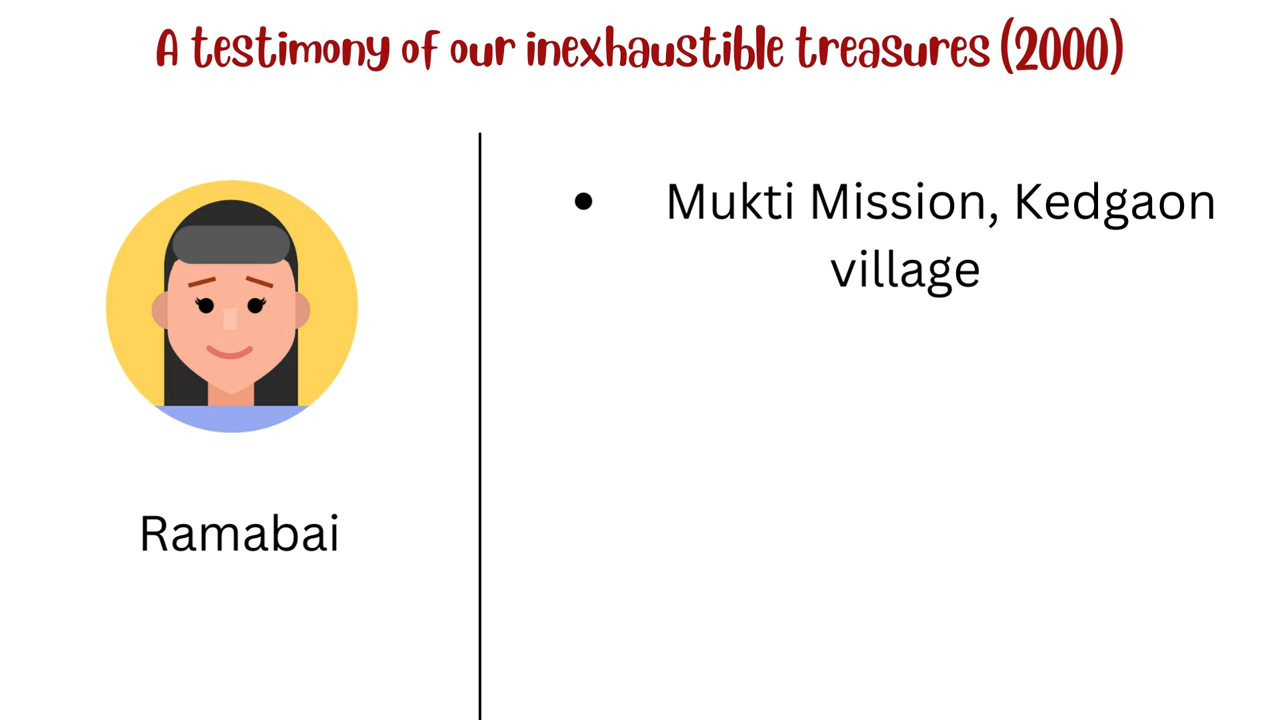 A testimony of our inexhaustible treasures (2000)
• Mukti Mission, Kedgaon
village
Ramabai